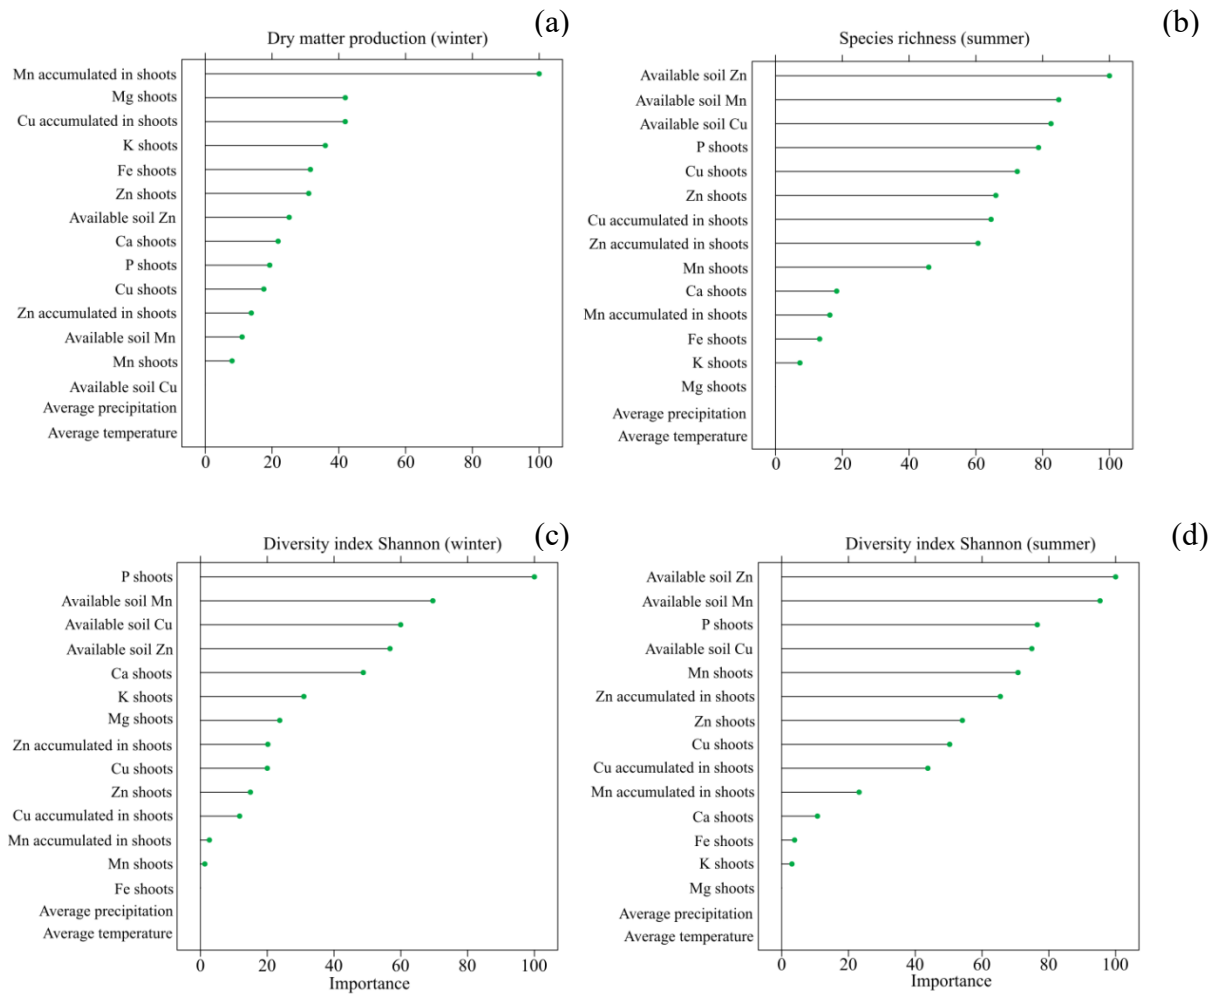 (a)
Dry matter production (winter)
Mn accumulated in shoots
Mg shoots
Cu accumulated in shoots
K shoots
Fe shoots
Zn shoots
Available soil Zn
Ca shoots
P shoots
Cu shoots
Zn accumulated in shoots
Available soil Mn
Mn shoots
Available soil Cu
Average precipitation
Average temperature
0 20 40 60 80 100
(b)
Species richness (summer)
Available soil Zn
Available soil Mn
Available soil Cu
P shoots
Cu shoots
Zn shoots
Cu accumulated in shoots
Zn accumulated in shoots
Mn shoots
Ca shoots
Mn accumulated in shoots
Fe shoots
K shoots
Mg shoots
Average precipitation
Average temperature
0 20 40 60 80 100
(c)
Diversity index Shannon (winter)
P shoots
Available soil Mn
Available soil Cu
Available soil Zn
Ca shoots
K shoots
Mg shoots
Zn accumulated in shoots
Cu shoots
Zn shoots
Cu accumulated in shoots
Mn accumulated in shoots
Mn shoots
Fe shoots
Average precipitation
Average temperature
0 20 40 60 80 100
Importance
(d)
Diversity index Shannon (summer)
Available soil Zn
Available soil Mn
P shoots
Available soil Cu
Mn shoots
Zn accumulated in shoots
Zn shoots
Cu shoots
Cu accumulated in shoots
Mn accumulated in shoots
Ca shoots
Fe shoots
K shoots
Mg shoots
Average precipitation
Average temperature
0 20 40 60 80 100
Importance